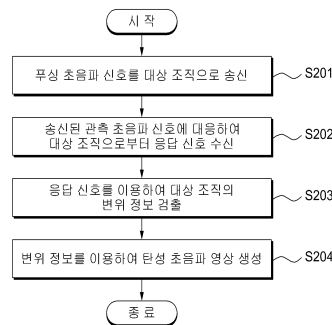 시 작
푸싱 초음파 신호를 대상 조직으로 송신
S201
송신된 관측 초음파 신호에 대응하여
대상 조직으로부터 응답 신호 수신
S202
응답 신호를 이용하여 대상 조직의
변위 정보 검출
S203
변위 정보를 이용하여 탄성 초음파 영상 생성
S204
종 료